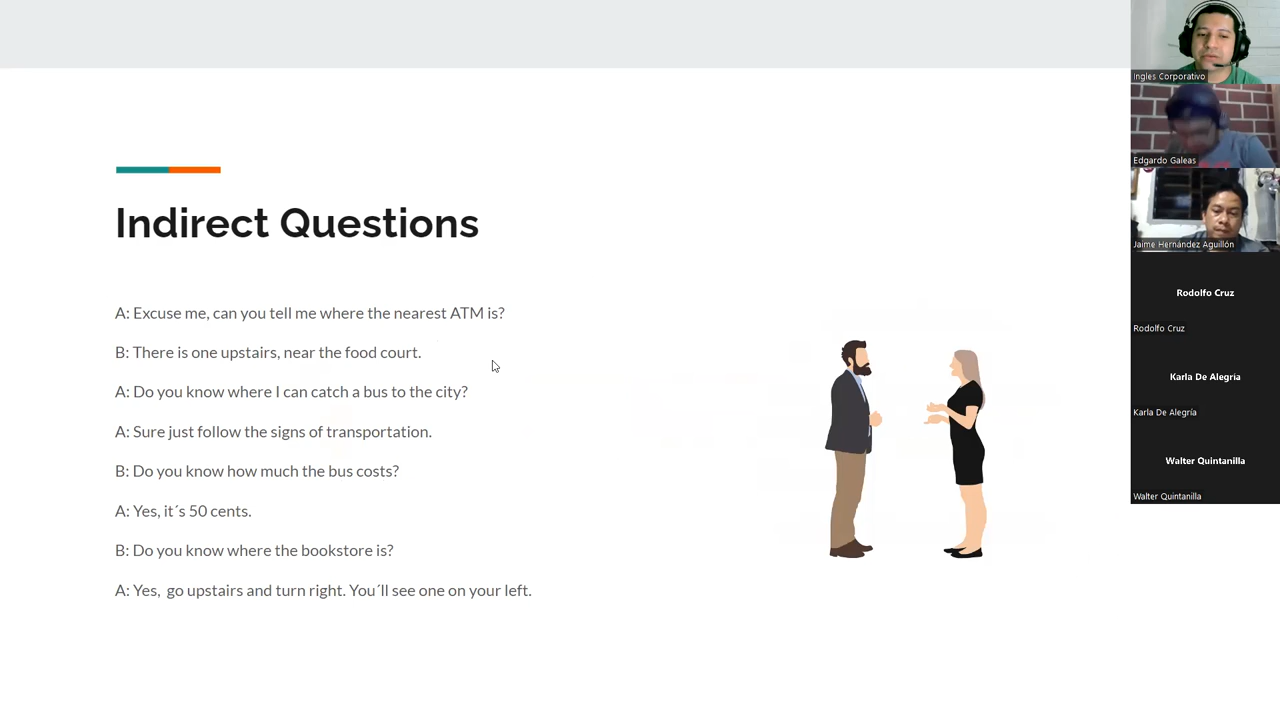 Indirect Questions
A: Excuse me, can you tell me where the nearest ATM is?
B: There is one upstairs, near the food court.
A: Do you know where I can catch a bus to the city?
A: Sure just follow the signs of transportation.
B: Do you know how much the bus costs?
A: Yes, it´s 50 cents.
B: Do you know where the bookstore is?
A: Yes,  go upstairs and turn right. You´ll see one on your left.
Ingles Corporativo
Edgardo Galeas
Jaime Hernández Aguillón
Rodolfo Cruz
Rodolfo Cruz
Karla De Alegría
Karla De Alegría
Walter Quintanilla
Walter Quintanilla